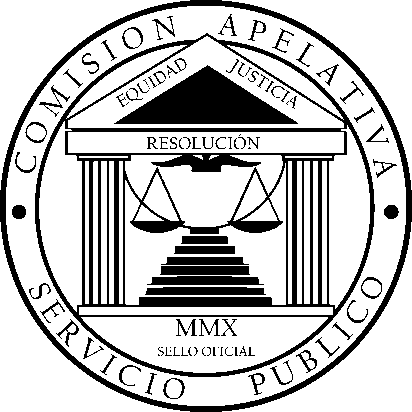 COMISION APELATIVA
EQUIDAD JUSTICIA
RESOLUCIÓN
MMX
SELLO OFICIAL
SERVICIO PUBLICO